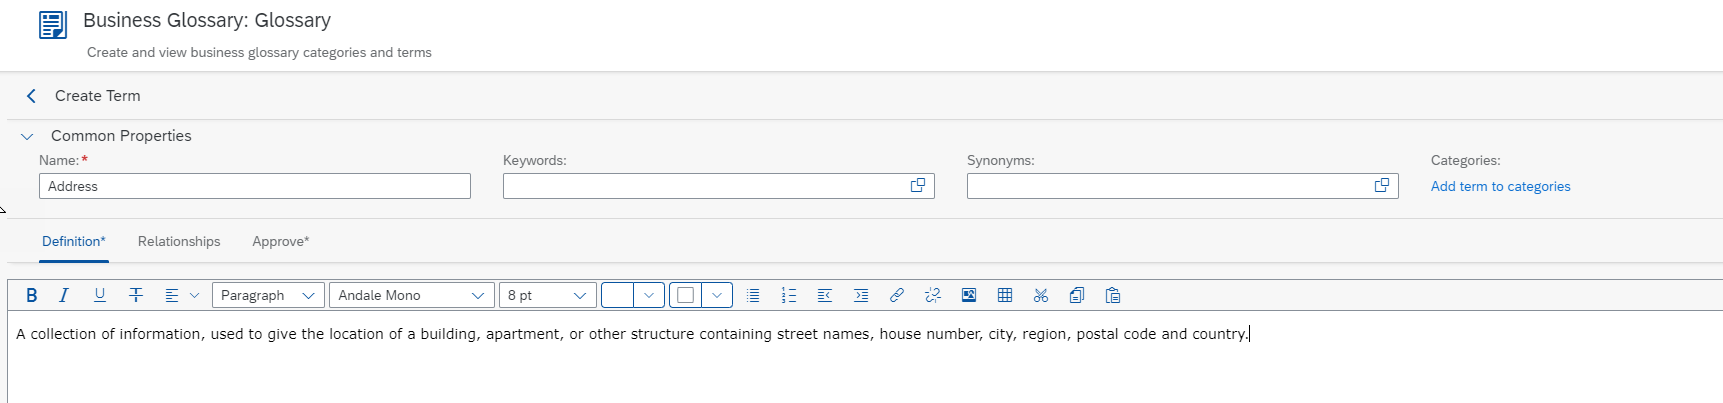 Business Glossary: Glossary
Create and view business glossary categories and terms
Create Term
Common Properties
Name:* Keywords: Synonyms: Categories:
Address Add term to categories
Definition* Relationships Approve*
B I U T Paragraph Andale Mono 8 pt
A collection of information, used to give the location of a building, apartment, or other structure containing street names, house number, city, region, postal code and country.